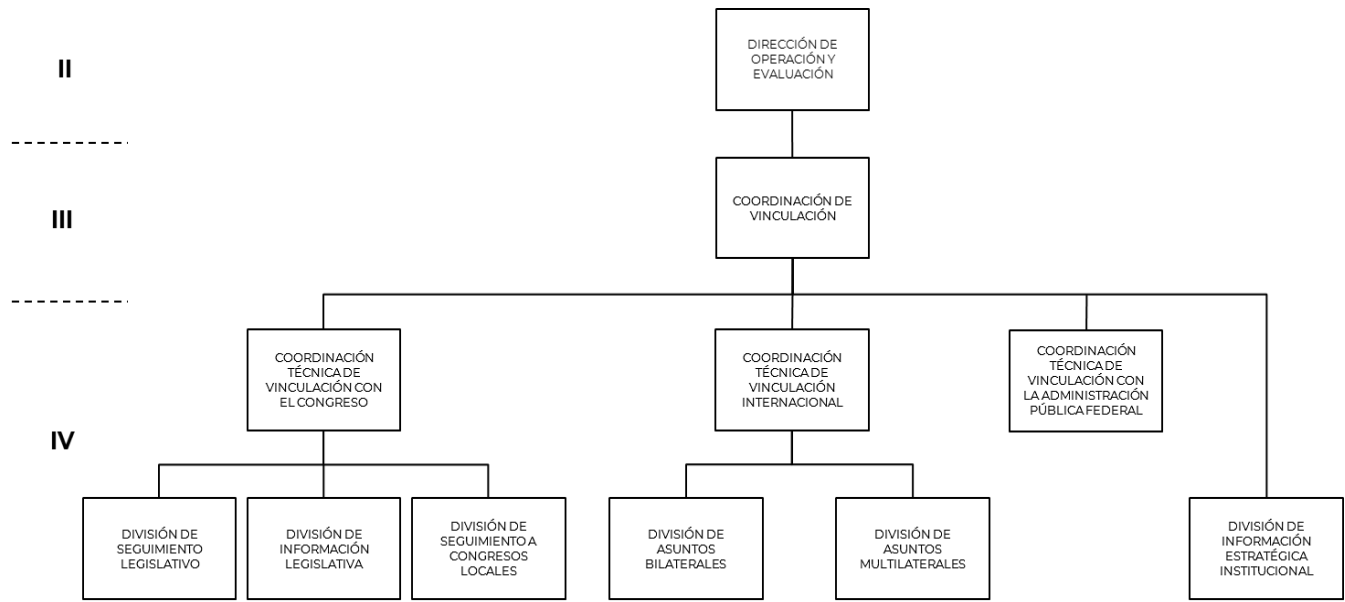 II
DIRECCIÓN DE
OPERACIÓN Y
EVALUACIÓN
III
COORDINACIÓN DE
VINCULACIÓN
IV
COORDINACIÓN
TÉCNICA DE
VINCULACIÓN CON
EL CONGRESO
COORDINACIÓN
TÉCNICA DE
VINCULACIÓN
INTERNACIONAL
COORDINACIÓN
TÉCNICA DE
VINCULACIÓN CON
LA ADMINISTRACIÓN
PÚBLICA FEDERAL
DIVISIÓN DE
SEGUIMIENTO
LEGISLATIVO
DIVISIÓN DE
INFORMACIÓN
LEGISLATIVA
DIVISIÓN DE
SEGUIMIENTO A
CONGRESOS
LOCALES
DIVISIÓN DE
ASUNTOS
BILATERALES
DIVISIÓN DE
ASUNTOS
MULTILATERALES
DIVISIÓN DE
INFORMACIÓN
ESTRATÉGICA
INSTITUCIONAL